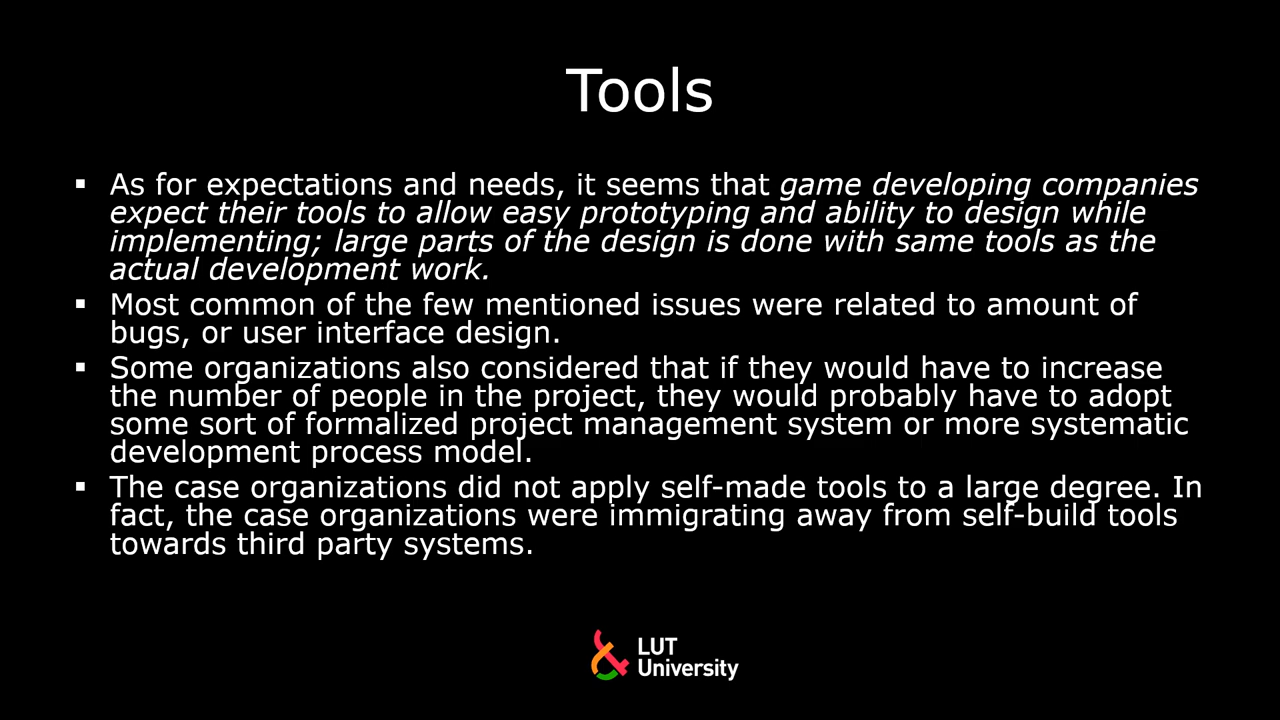 Tools
▪ As for expectations and needs, it seems that game developing companies
expect their tools to allow easy prototyping and ability to design while
implementing; large parts of the design is done with same tools as the
actual development work.
▪ Most common of the few mentioned issues were related to amount of
bugs, or user interface design.
▪ Some organizations also considered that if they would have to increase
the number of people in the project, they would probably have to adopt
some sort of formalized project management system or more systematic
development process model.
▪ The case organizations did not apply self-made tools to a large degree. In
fact, the case organizations were immigrating away from self-build tools
towards third party systems.
LUT
University